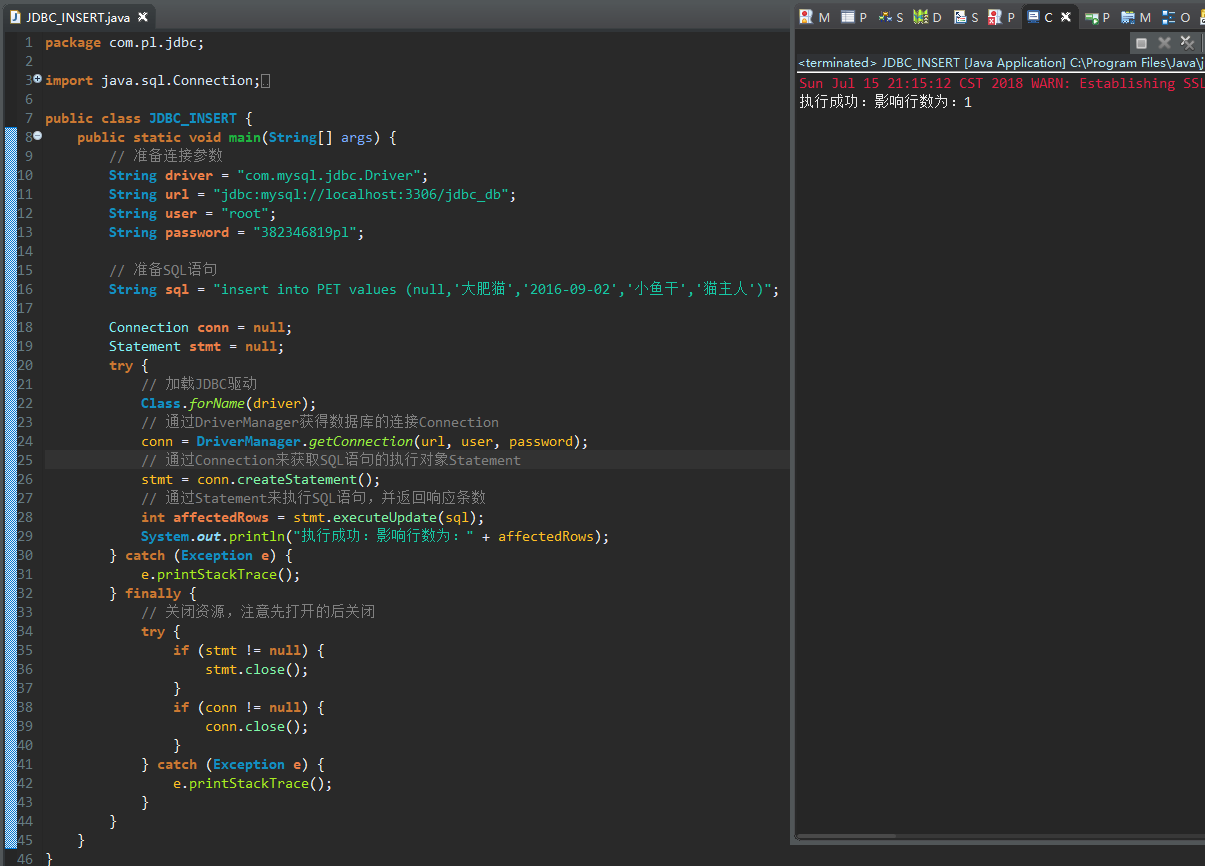 JDBC_INSERT.java
1 package com.pl.jdbc;
2
3 import java.sql.Connection;
6
7 public class JDBC_INSERT {
8 public static void main(String[] args) {
9 // 准备连接参数
10 String driver = "com.mysql.jdbc.Driver";
11 String url = "jdbc:mysql://localhost:3306/jdbc_db";
12 String user = "root";
13 String password = "382346819pl";
14
15 // 准备SQL语句
16 String sql = "insert into PET values (null,'大肥猫','2016-09-02','小鱼干','猫主人')";
17
18 Connection conn = null;
19 Statement stmt = null;
20 try {
21 // 加载JDBC驱动
22 Class.forName(driver);
23 // 通过DriverManager获得数据库的连接Connection
24 conn = DriverManager.getConnection(url, user, password);
25 // 通过Connection来获取SQL语句的执行对象Statement
26 stmt = conn.createStatement();
27 // 通过Statement来执行SQL语句，并返回响应条数
28 int affectedRows = stmt.executeUpdate(sql);
29 System.out.println("执行成功：影响行数为：" + affectedRows);
30 } catch (Exception e) {
31 e.printStackTrace();
32 } finally {
33 // 关闭资源，注意先打开的后关闭
34 try {
35 if (stmt != null) {
36 stmt.close();
37 }
38 if (conn != null) {
39 conn.close();
40 }
41 } catch (Exception e) {
42 e.printStackTrace();
43 }
44 }
45 }
46 }
M P S D S P C P M O
<terminated> JDBC_INSERT [Java Application] C:\Program Files\Java\j
Sun Jul 15 21:15:12 CST 2018 WARN: Establishing SSL
执行成功：影响行数为：1